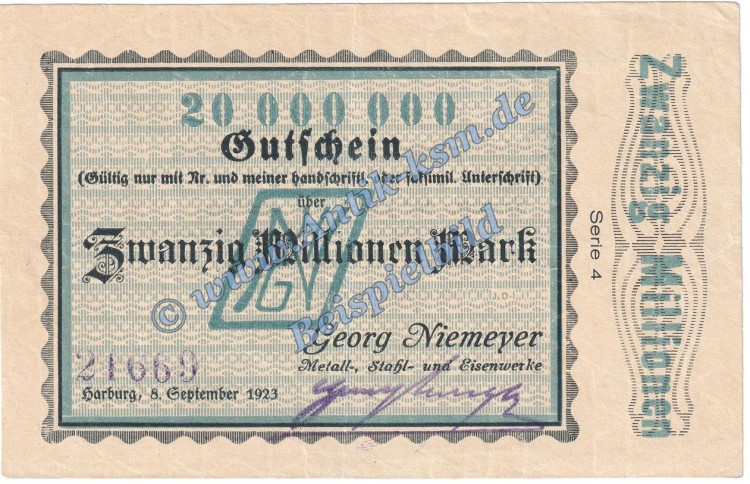 20 000 000
Gutschein
(Gültig nur mit Nr. und meiner handschriftl. oder faksimil. Unterschrift)
über
Zwanzig Millionen Mark
GN
Georg Niemeyer
Metall-, Stahl- und Eisenwerke
21669
Harburg, 8. September 1923
Serie 4
Zwanzig Millionen
© www.Antik-ksm.de
Beispielbild